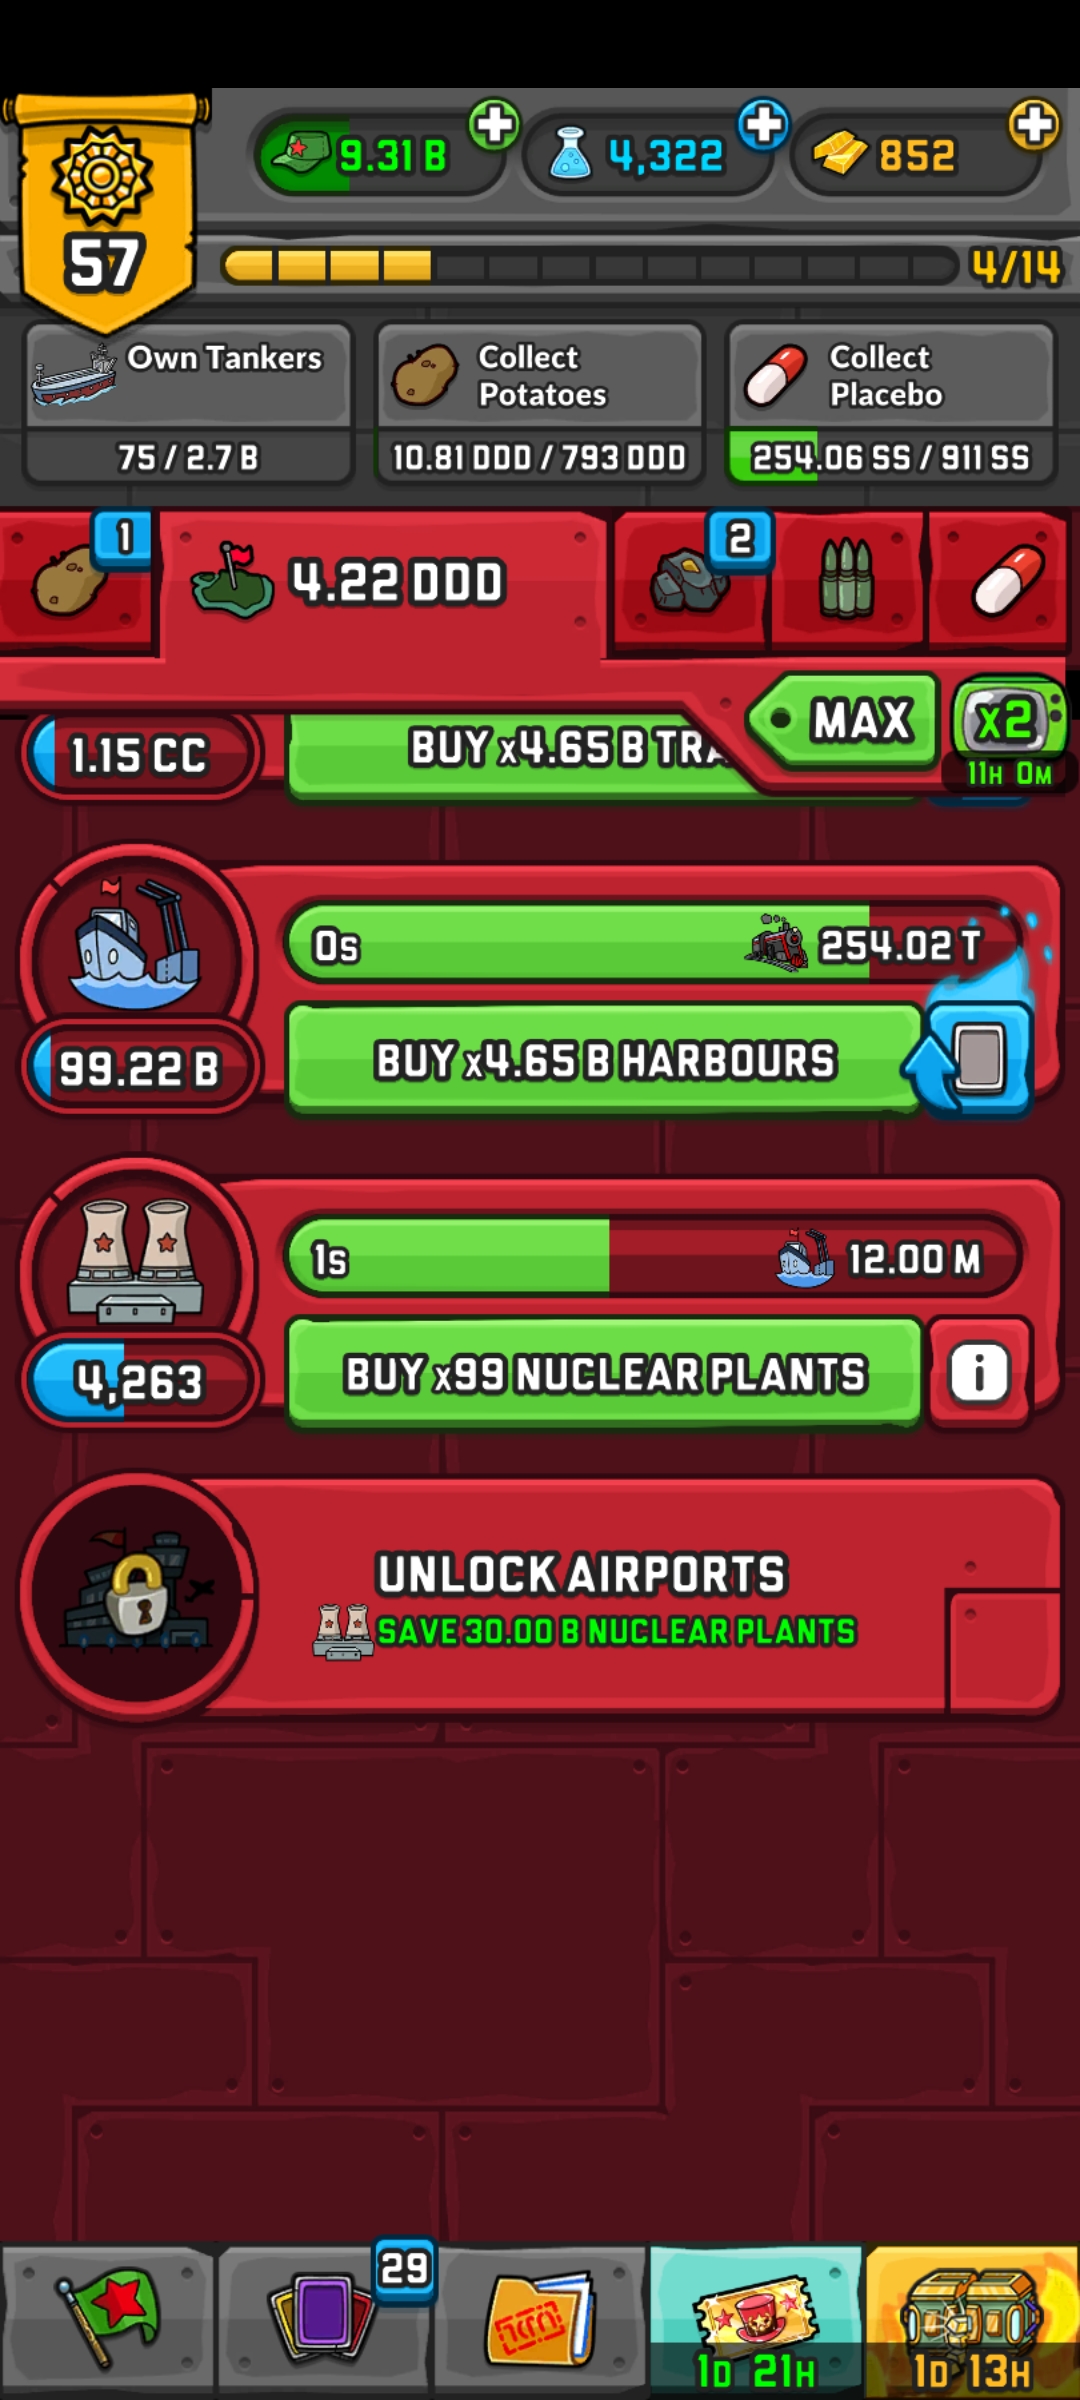 57
9.31 B
4,322
852
4/14
Own Tankers
75 / 2.7 B
Collect
Potatoes
10.81 DDD / 793 DDD
Collect
Placebo
254.06 SS / 911 SS
1
4.22 DDD
2
MAX
x2
11H 0M
1.15 CC
BUY x4.65 B TRA
0s
254.02 T
99.22 B
BUY x4.65 B HARBOURS
1s
12.00 M
4,263
BUY x99 NUCLEAR PLANTS
i
UNLOCK AIRPORTS
SAVE 30.00 B NUCLEAR PLANTS
29
1D 21H
1D 13H